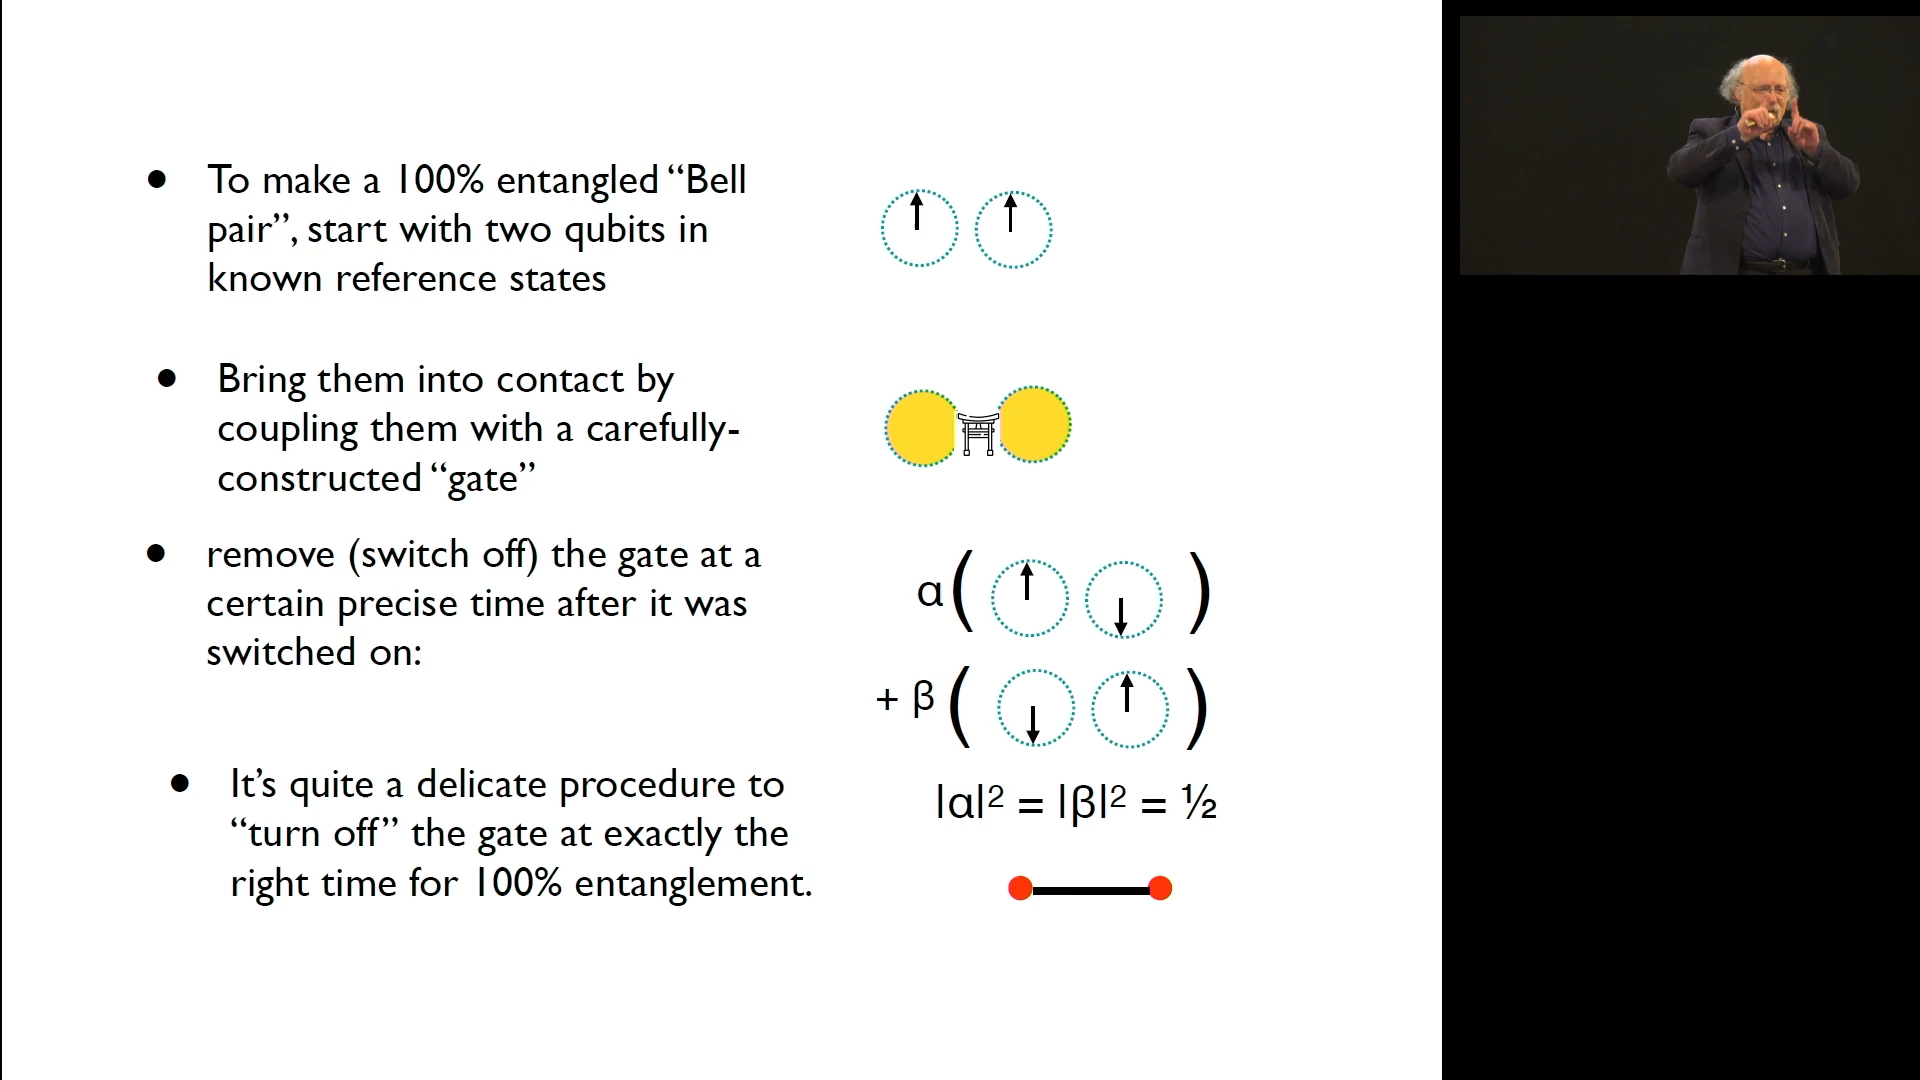 To make a 100% entangled “Bell
pair”, start with two qubits in
known reference states
Bring them into contact by
coupling them with a carefully-
constructed “gate”
remove (switch off) the gate at a
certain precise time after it was
switched on:
α( )
+ β( )
It’s quite a delicate procedure to
“turn off” the gate at exactly the
right time for 100% entanglement.
|α|² = |β|² = ½